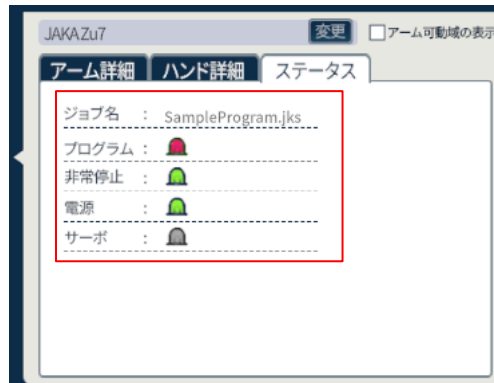 JAKA Zu7 変更 アーム可動域の表示
アーム詳細 ハンド詳細 ステータス
ジョブ名 : SampleProgram.jks
プログラム :
非常停止 :
電源 :
サーボ :